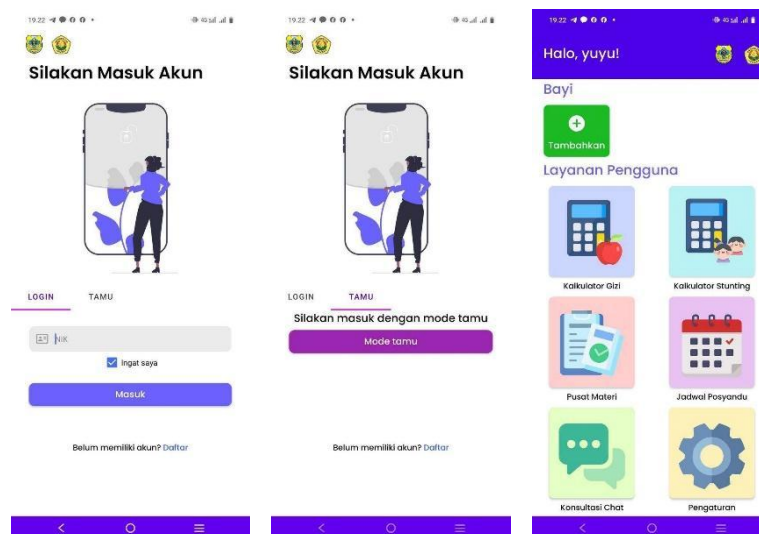 19.22
Silakan Masuk Akun
LOGIN TAMU
NIK
Ingat saya
Masuk
Belum memiliki akun? Daftar
19.22
Silakan Masuk Akun
LOGIN TAMU
Silakan masuk dengan mode tamu
Mode tamu
Belum memiliki akun? Daftar
19.22
Halo, yuyu!
Bayi
Tambahkan
Layanan Pengguna
Kalkulator Gizi Kalkulator Stunting
Pusat Materi Jadwal Posyandu
Konsultasi Chat Pengaturan